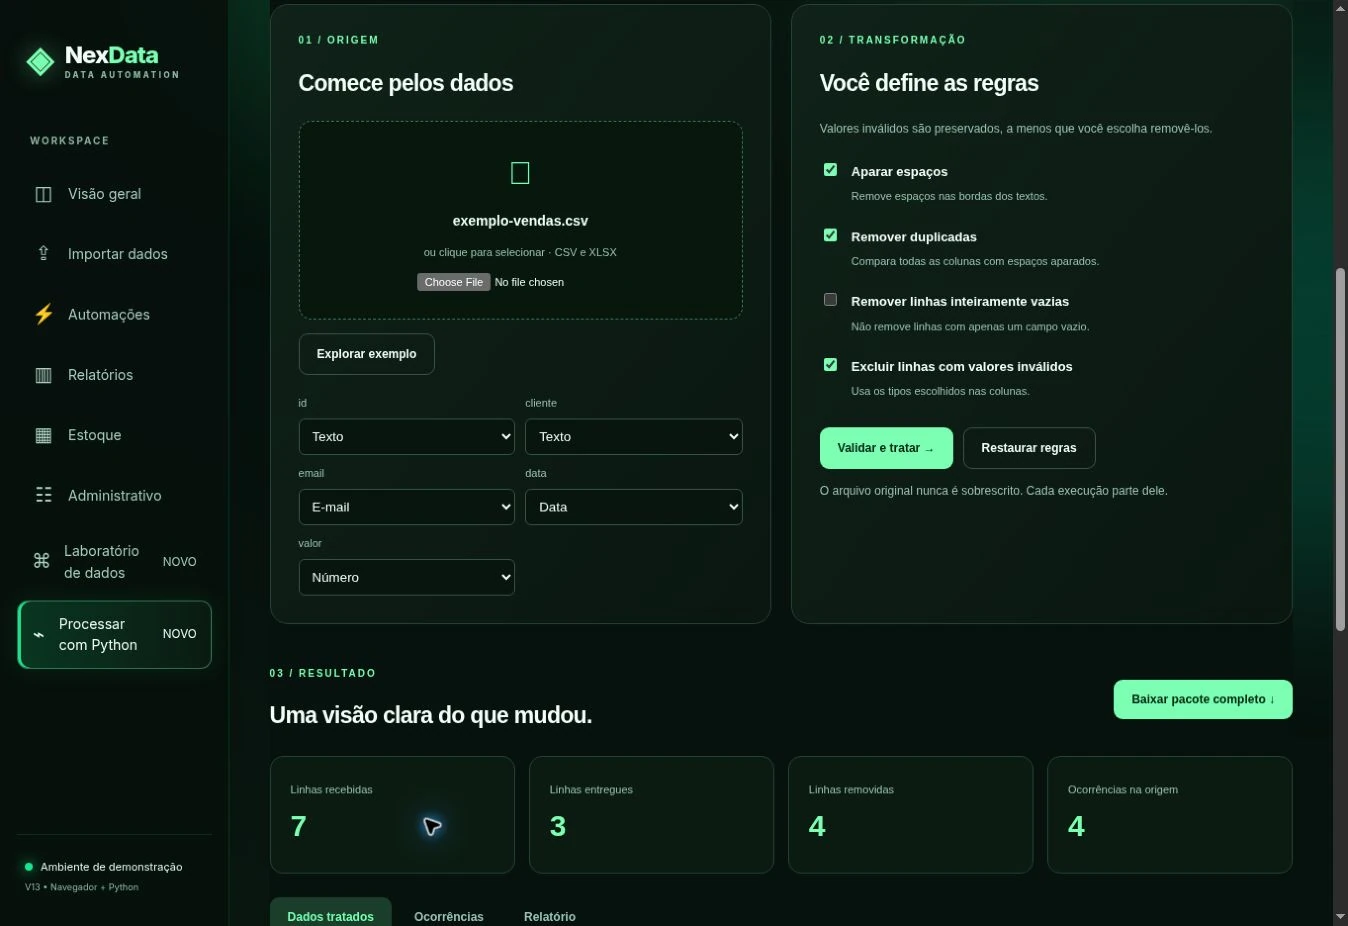 NexData
DATA AUTOMATION
WORKSPACE
Visão geral
Importar dados
Automações
Relatórios
Estoque
Administrativo
Laboratório
de dados
NOVO
Processar
com Python
NOVO
Ambiente de demonstração
V13 • Navegador + Python
01 / ORIGEM
Comece pelos dados
exemplo-vendas.csv
ou clique para selecionar · CSV e XLSX
Choose File No file chosen
Explorar exemplo
id
cliente
Texto
Texto
email
data
E-mail
Data
valor
Número
02 / TRANSFORMAÇÃO
Você define as regras
Valores inválidos são preservados, a menos que você escolha removê-los.
Aparar espaços
Remove espaços nas bordas dos textos.
Remover duplicadas
Compara todas as colunas com espaços aparados.
Remover linhas inteiramente vazias
Não remove linhas com apenas um campo vazio.
Excluir linhas com valores inválidos
Usa os tipos escolhidos nas colunas.
Validar e tratar →
Restaurar regras
O arquivo original nunca é sobrescrito. Cada execução parte dele.
03 / RESULTADO
Uma visão clara do que mudou.
Baixar pacote completo ↓
Linhas recebidas
7
Linhas entregues
3
Linhas removidas
4
Ocorrências na origem
4
Dados tratados
Ocorrências
Relatório